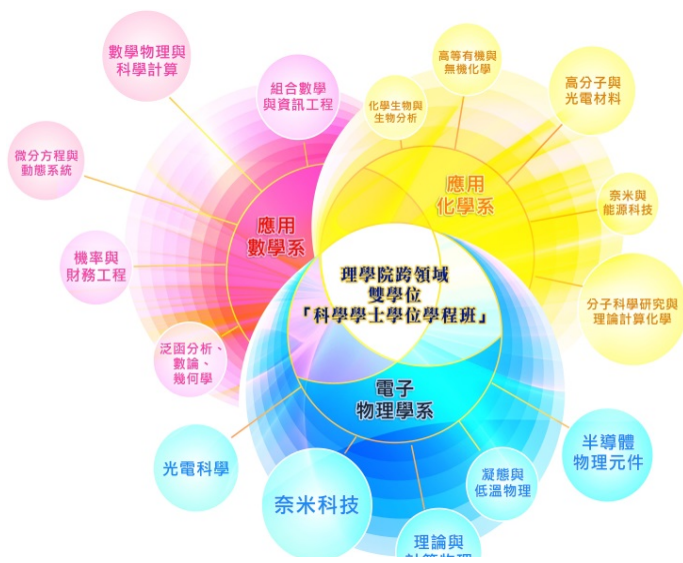 數學物理與
科學計算
組合數學
與資訊工程
高等有機與
無機化學
化學生物與
生物分析
高分子與
光電材料
微分方程與
動態系統
應用
化學系
奈米與
能源科技
應用
數學系
機率與
財務工程
理學院跨領域
雙學位
「科學學士學位學程班」
分子科學研究與
理論計算化學
泛函分析、
數論、
幾何學
電子
物理學系
光電科學
奈米科技
凝態與
低溫物理
半導體
物理元件
理論與
計算物理